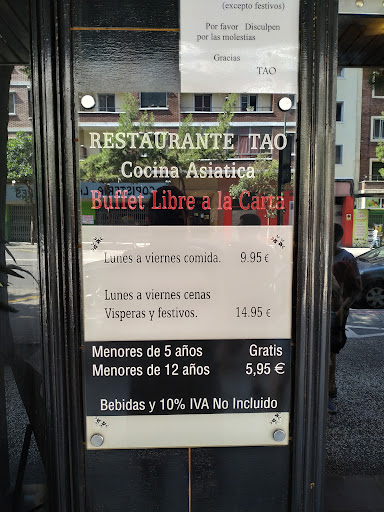 (excepto festivos)
Por favor Disculpen
por las molestias
Gracias
TAO
RESTAURANTE TAO
Cocina Asiatica
Buffet Libre a la Carta
Lunes a viernes comida. 9.95 €
Lunes a viernes cenas
Visperas y festivos. 14.95 €
Menores de 5 años Gratis
Menores de 12 años 5,95 €
Bebidas y 10% IVA No Incluido